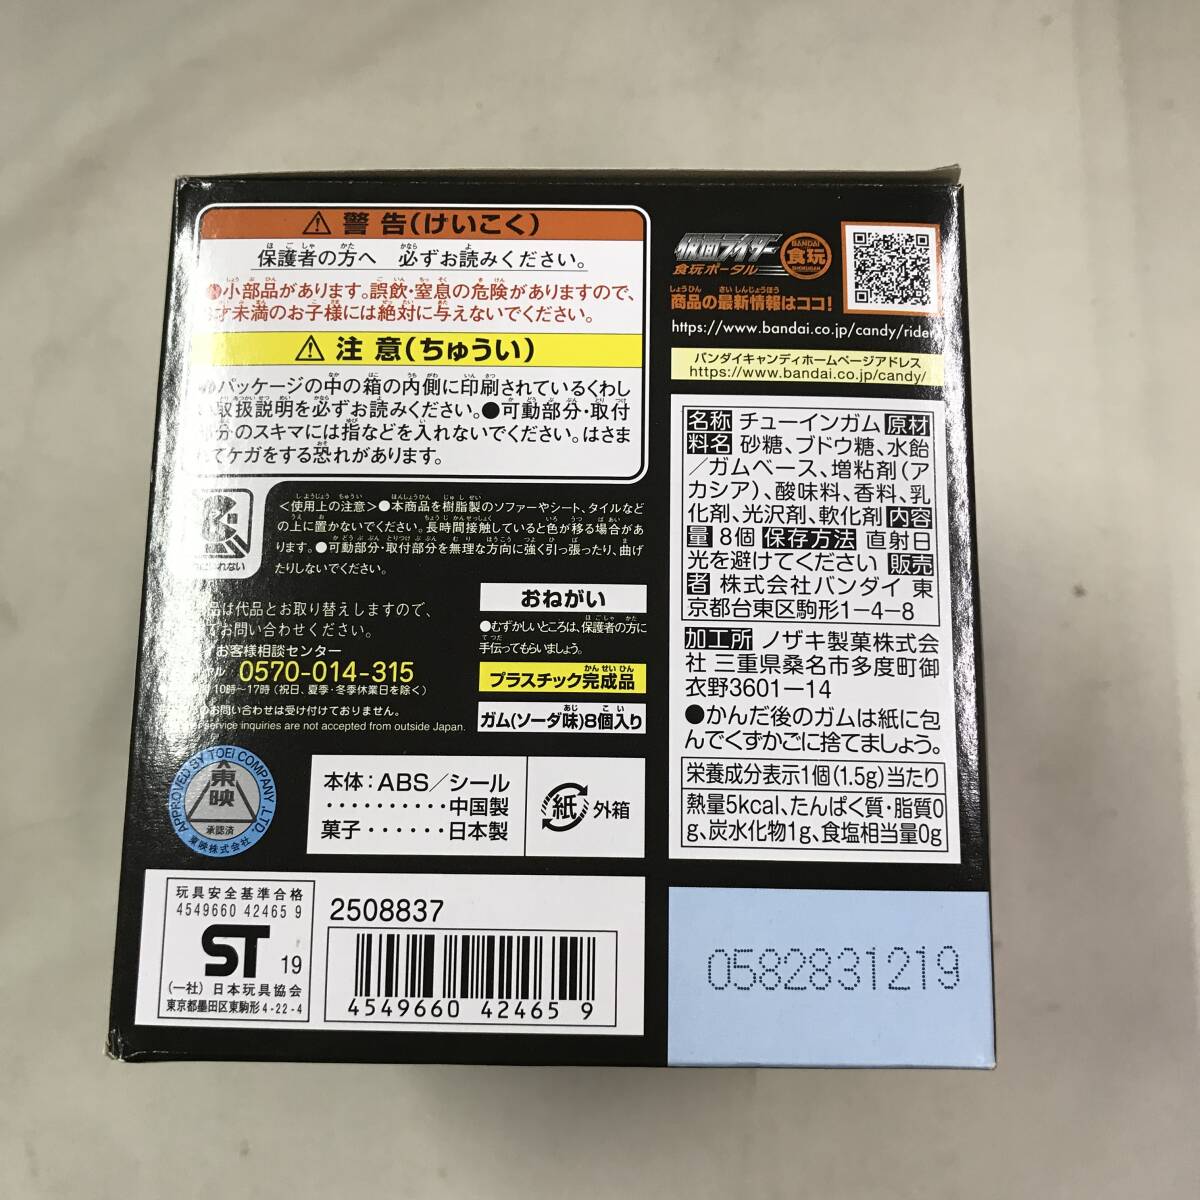 ⚠ 警告(けいこく)
保護者の方へ 必ずお読みください。
●小部品があります。誤飲・窒息の危険がありますので、
才未満のお子様には絶対に与えないでください。
⚠ 注意(ちゅうい)
パッケージの中の箱の内側に印刷されているくわし
取扱説明を必ずお読みください。●可動部分・取付
部分のスキマには指などを入れないでください。はさま
れてケガをする恐れがあります。
にいれない
<使用上の注意>●本商品を樹脂製のソファーやシート、タイルなど
の上に置かないでください。長時間接触していると色が移る場合があ
ります。●可動部分・取付部分を無理な方向に強く引っ張ったり、曲げ
たりしないでください。
品は代品とお取り替えしますので、
お問い合わせください。
お客様相談センター
ル 0570-014-315
10時〜17時(祝日、夏季・冬季休業日を除く)
のお問い合わせは受け付けておりません。
service inquiries are not accepted from outside Japan.
おねがい
●むずかしいところは、保護者の方に
手伝ってもらいましょう。
プラスチック完成品
ガム(ソーダ味)8個入り
APPROVED BY TOEI COMPANY, LTD.
東映
承認済
東映株式会社
本体:ABS/シール
・・・・・・・・・・中国製
菓子・・・・・・日本製
紙 外箱
玩具安全基準合格
4549660 42465 9
ST 19
(一社)日本玩具協会
東京都墨田区東駒形4-22-4
2508837
4549660 42465 9
仮面ライダー
食玩ポータル
BANDAI
食玩
SHOKUGAN
商品の最新情報はココ!
https://www.bandai.co.jp/candy/rider
バンダイキャンディホームページアドレス
https://www.bandai.co.jp/candy/
名称 チューインガム 原材
料名 砂糖、ブドウ糖、水飴
/ガムベース、増粘剤(ア
カシア)、酸味料、香料、乳
化剤、光沢剤、軟化剤 内容
量 8個 保存方法 直射日
光を避けてください 販売
者 株式会社バンダイ 東
京都台東区駒形1-4-8
加工所 ノザキ製菓株式会
社 三重県桑名市多度町御
衣野3601-14
●かんだ後のガムは紙に包
んでくずかごに捨てましょう。
栄養成分表示1個(1.5g)当たり
熱量5kcal、たんぱく質・脂質0
g、炭水化物1g、食塩相当量0g
0582831219